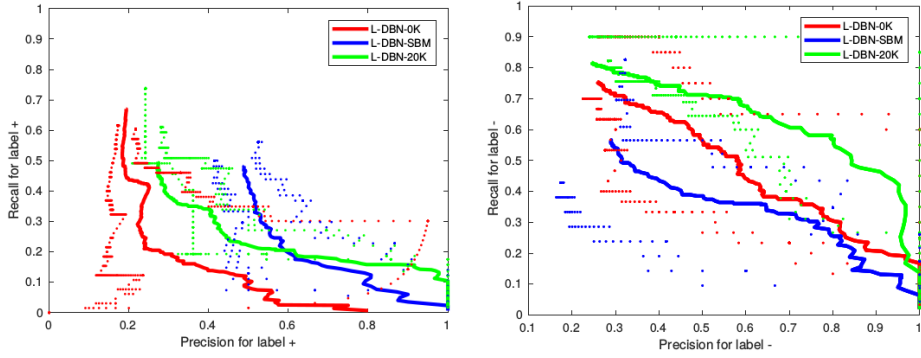 L-DBN-0K
L-DBN-SBM
L-DBN-20K
Recall for label +
1
0.9
0.8
0.7
0.6
0.5
0.4
0.3
0.2
0.1
0
0 0.2 0.4 0.6 0.8 1
Precision for label +
L-DBN-0K
L-DBN-SBM
L-DBN-20K
Recall for label -
1
0.9
0.8
0.7
0.6
0.5
0.4
0.3
0.2
0.1
0
0.1 0.2 0.3 0.4 0.5 0.6 0.7 0.8 0.9 1
Precision for label -